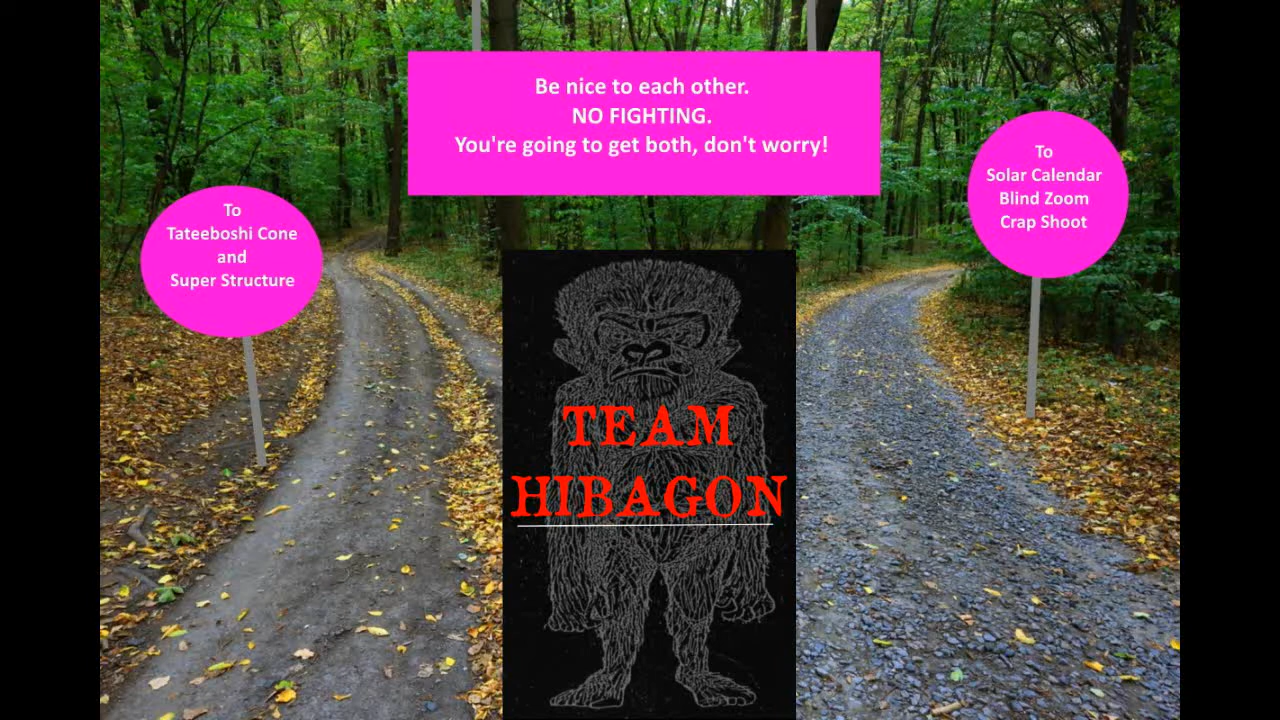 Be nice to each other.
NO FIGHTING.
You're going to get both, don't worry!
To
Tateeboshi Cone
and
Super Structure
To
Solar Calendar
Blind Zoom
Crap Shoot
TEAM
HIBAGON